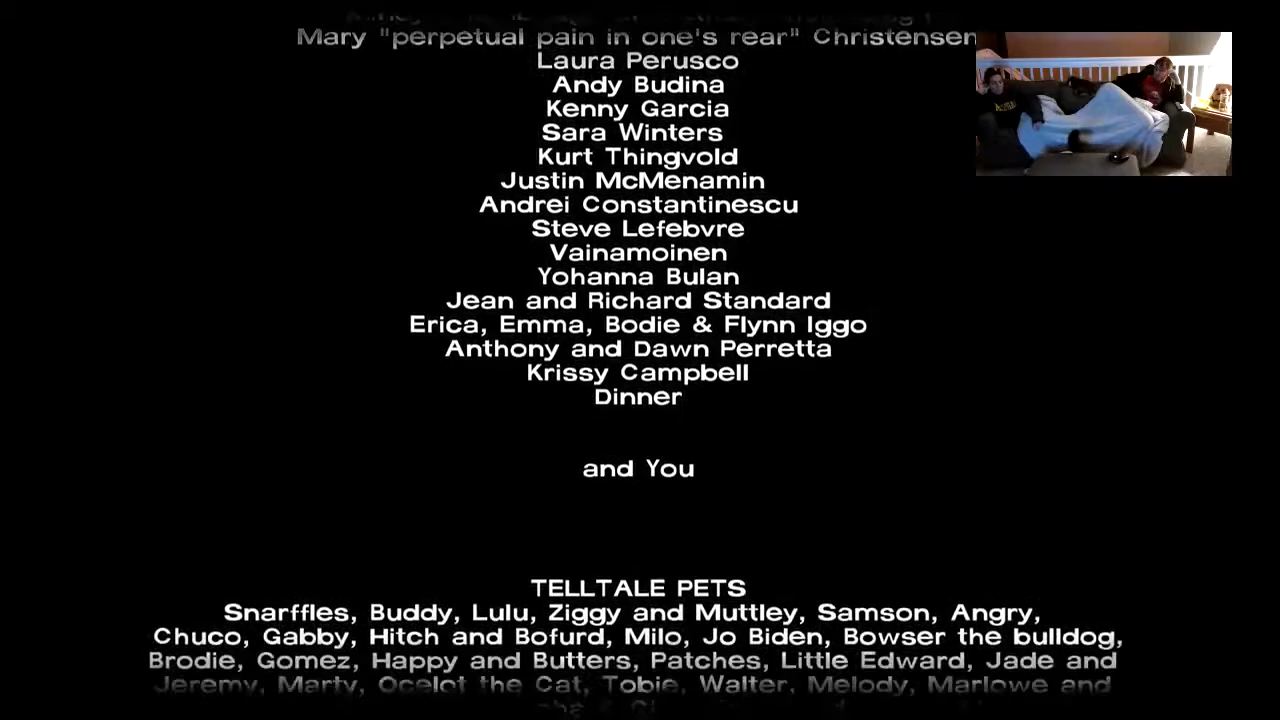 Mary "perpetual pain in one's rear" Christensen
Laura Perusco
Andy Budina
Kenny Garcia
Sara Winters
Kurt Thingvold
Justin McMenamin
Andrei Constantinescu
Steve Lefebvre
Vainamoinen
Yohanna Bulan
Jean and Richard Standard
Erica, Emma, Bodie & Flynn Iggo
Anthony and Dawn Perretta
Krissy Campbell
Dinner
and You
TELLTALE PETS
Snarffles, Buddy, Lulu, Ziggy and Muttley, Samson, Angry,
Chuco, Gabby, Hitch and Bofurd, Milo, Jo Biden, Bowser the bulldog,
Brodie, Gomez, Happy and Butters, Patches, Little Edward, Jade and
Jeremy, Marty, Ocelot the Cat, Tobie, Walter, Melody, Marlowe and